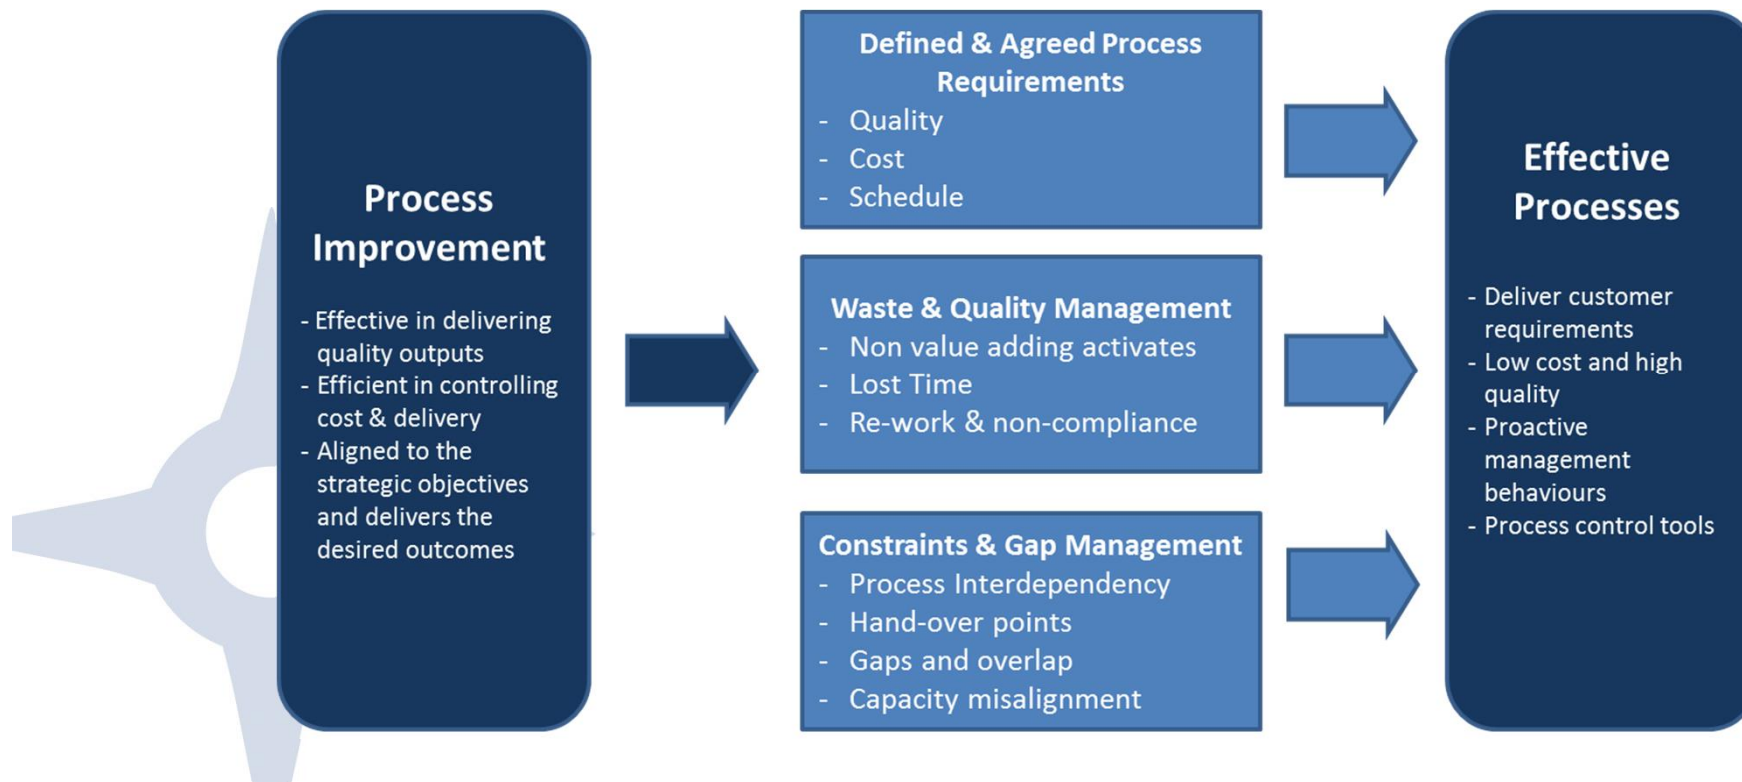 Process
Improvement
- Effective in delivering
quality outputs
- Efficient in controlling
cost & delivery
- Aligned to the
strategic objectives
and delivers the
desired outcomes
Defined & Agreed Process
Requirements
- Quality
- Cost
- Schedule
Waste & Quality Management
- Non value adding activates
- Lost Time
- Re-work & non-compliance
Constraints & Gap Management
- Process Interdependency
- Hand-over points
- Gaps and overlap
- Capacity misalignment
Effective
Processes
- Deliver customer
requirements
- Low cost and high
quality
- Proactive
management
behaviours
- Process control tools